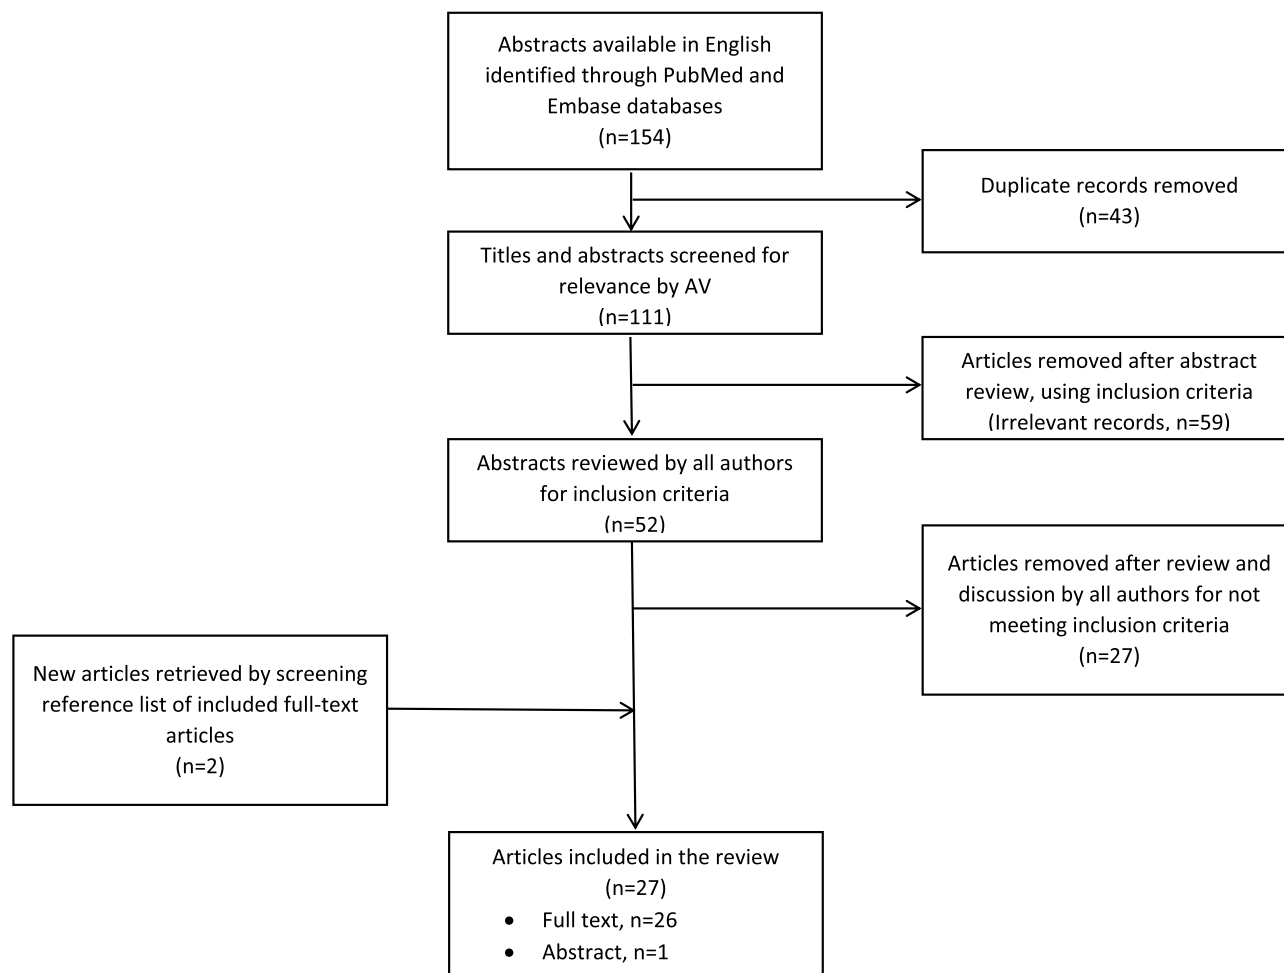 Abstracts available in English
identified through PubMed and
Embase databases
(n=154)
Duplicate records removed
(n=43)
Titles and abstracts screened for
relevance by AV
(n=111)
Articles removed after abstract
review, using inclusion criteria
(Irrelevant records, n=59)
Abstracts reviewed by all authors
for inclusion criteria
(n=52)
Articles removed after review and
discussion by all authors for not
meeting inclusion criteria
(n=27)
New articles retrieved by screening
reference list of included full-text
articles
(n=2)
Articles included in the review
(n=27)
• Full text, n=26
• Abstract, n=1